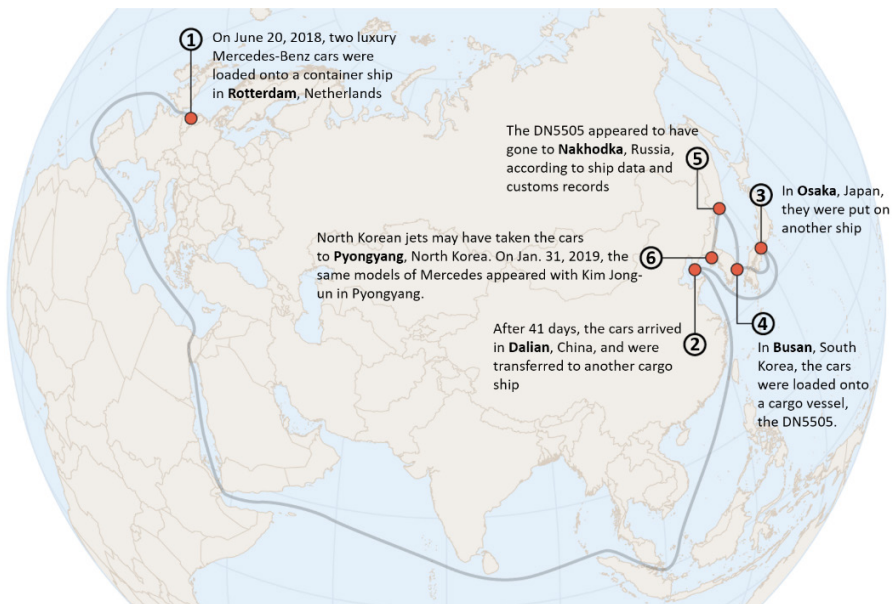 1
On June 20, 2018, two luxury
Mercedes-Benz cars were
loaded onto a container ship
in Rotterdam, Netherlands
The DN5505 appeared to have
gone to Nakhodka, Russia,
according to ship data and
customs records
5
3
In Osaka, Japan,
they were put on
another ship
North Korean jets may have taken the cars
to Pyongyang, North Korea. On Jan. 31, 2019, the
same models of Mercedes appeared with Kim Jong-
un in Pyongyang.
6
After 41 days, the cars arrived
in Dalian, China, and were
transferred to another cargo
ship
2
4
In Busan, South
Korea, the cars
were loaded onto
a cargo vessel,
the DN5505.